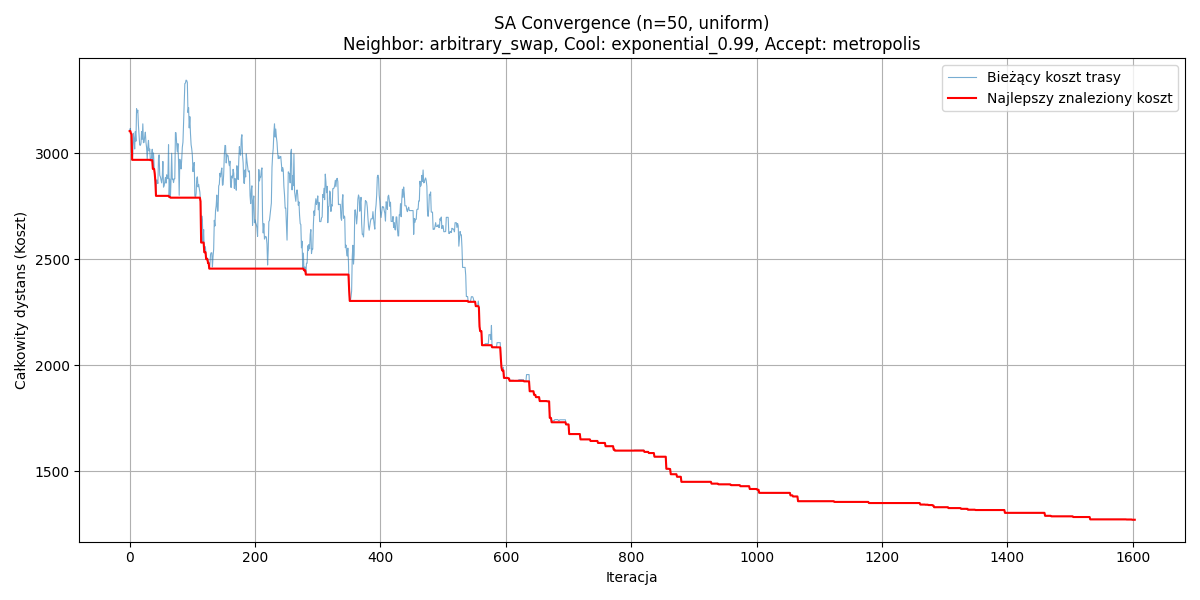 SA Convergence (n=50, uniform)
Neighbor: arbitrary_swap, Cool: exponential_0.99, Accept: metropolis
Bieżący koszt trasy
Najlepszy znaleziony koszt
Całkowity dystans (Koszt)
3000
2500
2000
1500
0 200 400 600 800 1000 1200 1400 1600
Iteracja